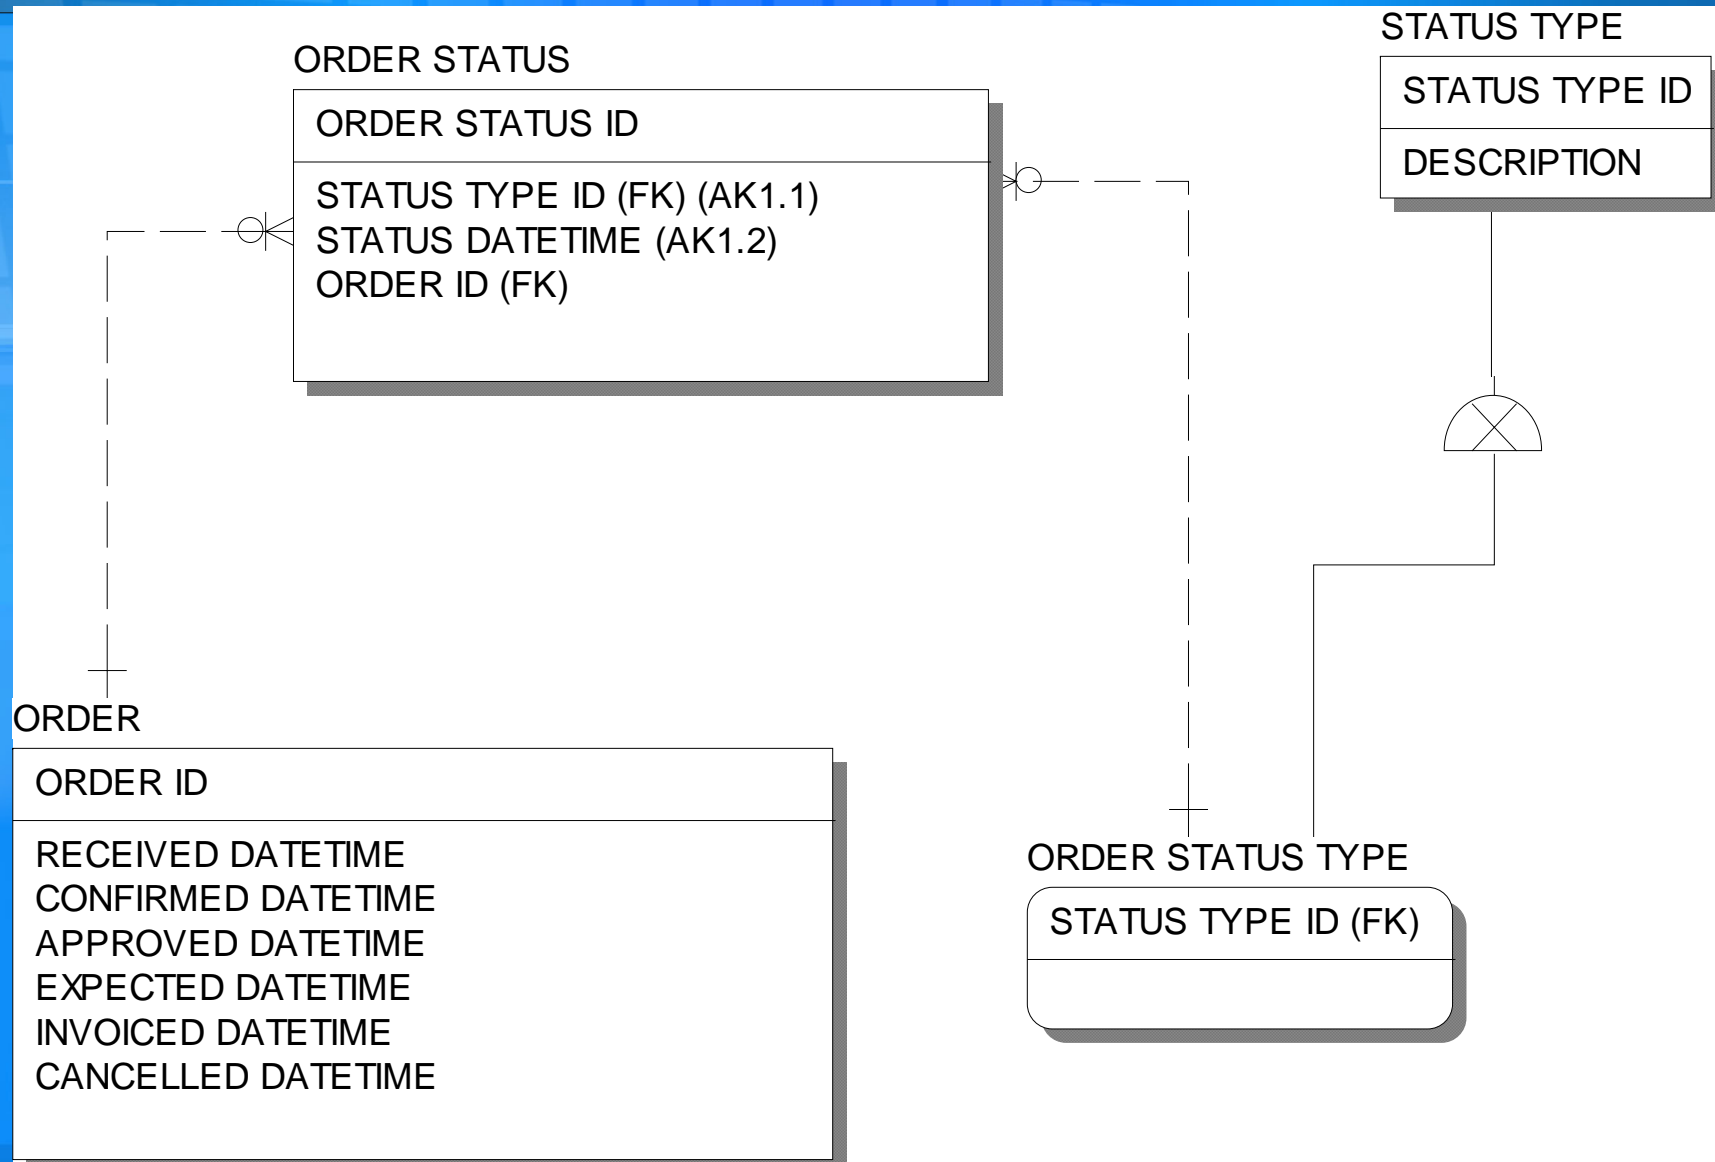 ORDER STATUS
ORDER STATUS ID
STATUS TYPE ID (FK) (AK1.1)
STATUS DATETIME (AK1.2)
ORDER ID (FK)
STATUS TYPE
STATUS TYPE ID
DESCRIPTION
ORDER
ORDER ID
RECEIVED DATETIME
CONFIRMED DATETIME
APPROVED DATETIME
EXPECTED DATETIME
INVOICED DATETIME
CANCELLED DATETIME
ORDER STATUS TYPE
STATUS TYPE ID (FK)